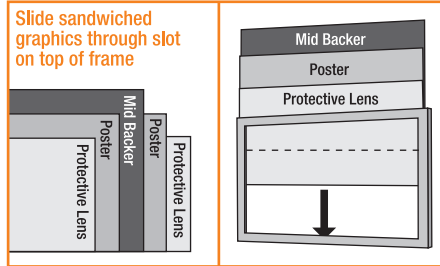 Slide sandwiched
graphics through slot
on top of frame
Protective Lens
Poster
Mid Backer
Poster
Protective Lens
Mid Backer
Poster
Protective Lens